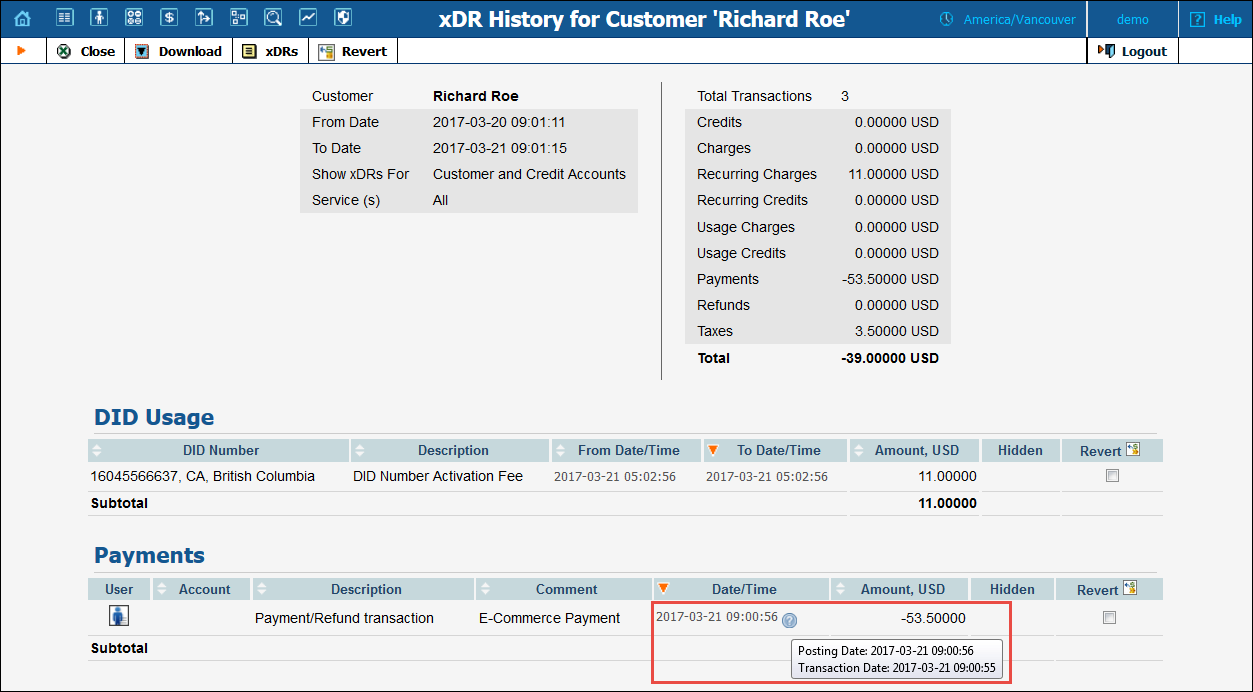 xDR History for Customer 'Richard Roe'
America/Vancouver
demo
? Help
Close
Download
xDRs
Revert
Logout
Customer Richard Roe
From Date 2017-03-20 09:01:11
To Date 2017-03-21 09:01:15
Show xDRs For Customer and Credit Accounts
Service (s) All
Total Transactions 3
Credits 0.00000 USD
Charges 0.00000 USD
Recurring Charges 11.00000 USD
Recurring Credits 0.00000 USD
Usage Charges 0.00000 USD
Usage Credits 0.00000 USD
Payments -53.50000 USD
Refunds 0.00000 USD
Taxes 3.50000 USD
Total -39.00000 USD
DID Usage
DID Number Description From Date/Time To Date/Time Amount, USD Hidden Revert
16045566637, CA, British Columbia DID Number Activation Fee 2017-03-21 05:02:56 2017-03-21 05:02:56 11.00000
Subtotal 11.00000
Payments
User Account Description Comment Date/Time Amount, USD Hidden Revert
Payment/Refund transaction E-Commerce Payment 2017-03-21 09:00:56 ? -53.50000
Subtotal
Posting Date: 2017-03-21 09:00:56
Transaction Date: 2017-03-21 09:00:55